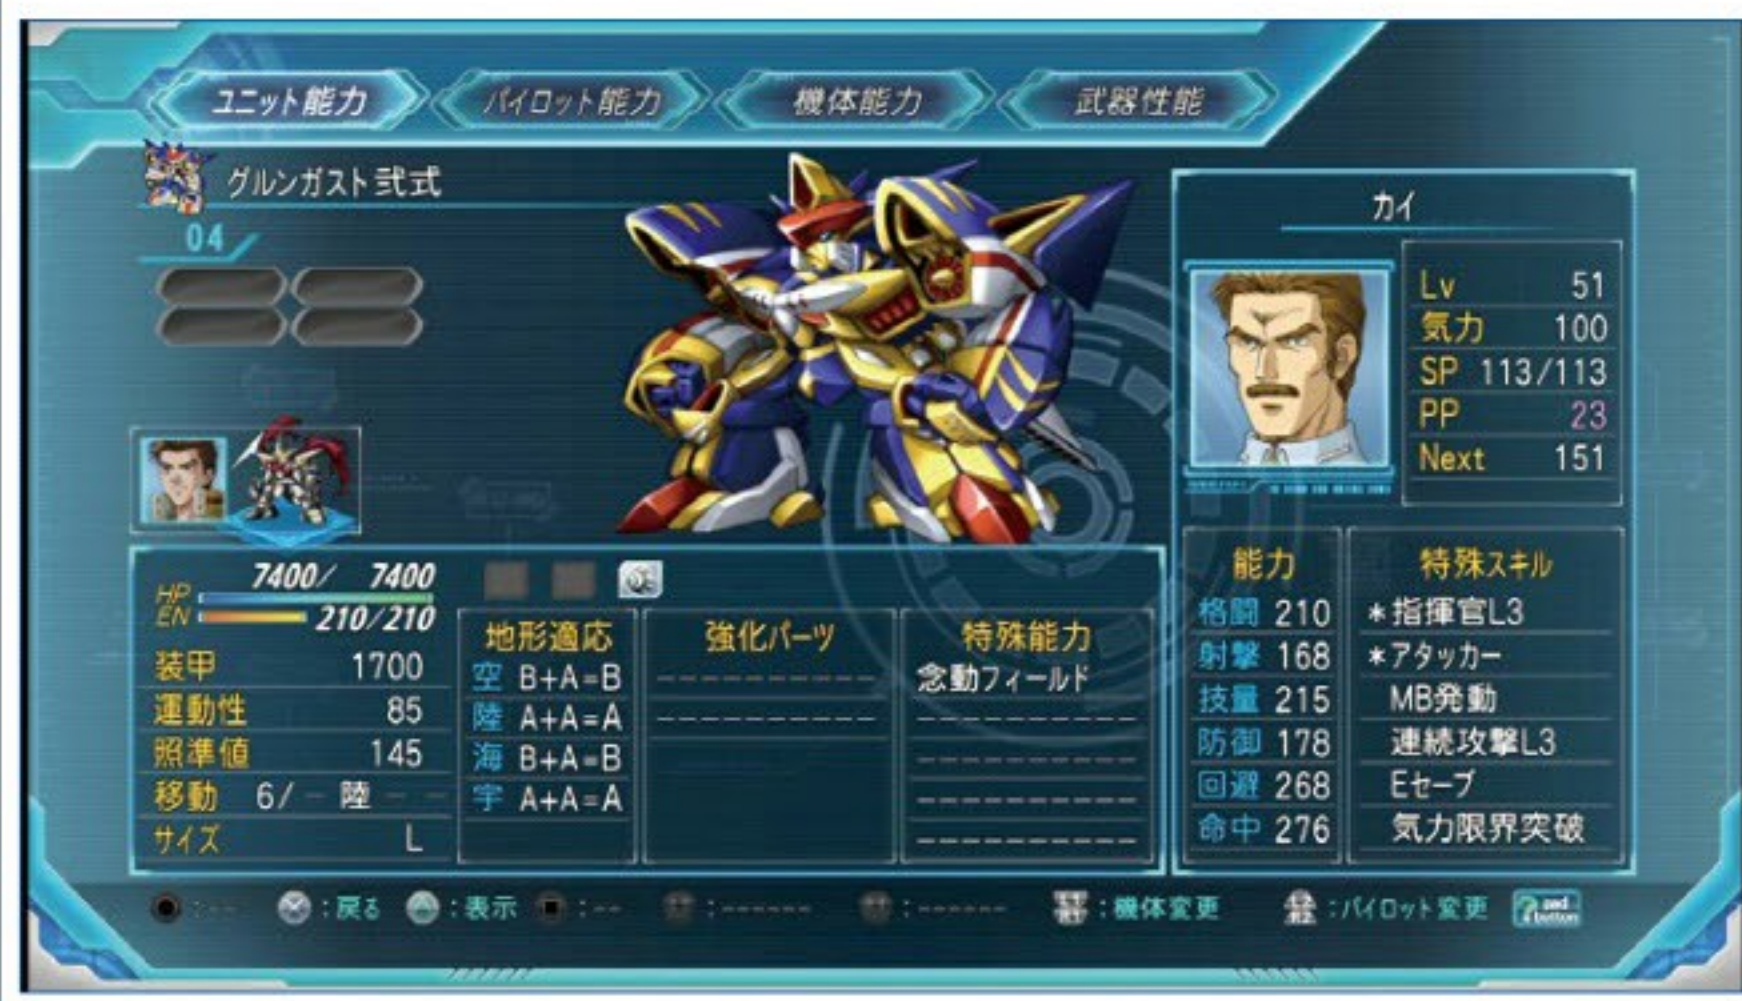 ユニット能力 パイロット能力 機体能力 武器性能
グルンガスト弐式
04
カイ
Lv 51
気力 100
SP 113/113
PP 23
Next 151
HP 7400/ 7400
EN 210/210
装甲 1700
運動性 85
照準値 145
移動 6/ - 陸 - -
サイズ L
地形適応
空 B+A=B
陸 A+A=A
海 B+A=B
宇 A+A=A
強化パーツ
----------
----------
特殊能力
念動フィールド
----------
----------
----------
----------
能力
格闘 210
射撃 168
技量 215
防御 178
回避 268
命中 276
特殊スキル
*指揮官L3
*アタッカー
MB発動
連続攻撃L3
Eセーブ
気力限界突破
:-- :戻る :表示 :-- :------ :------ :機体変更 :パイロット変更 ? pad button